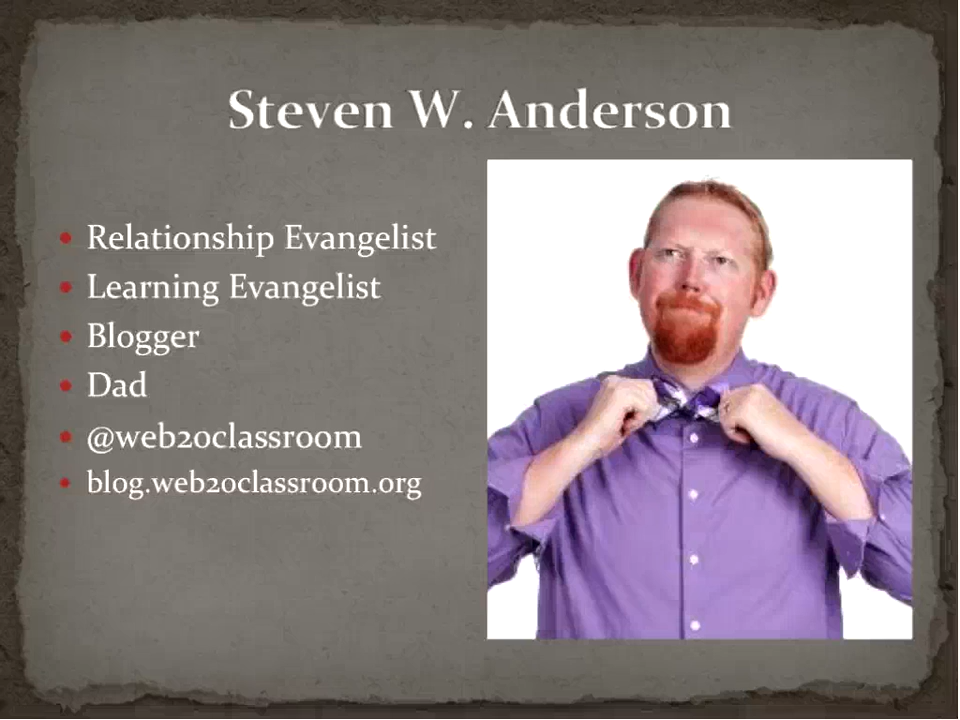 Steven W. Anderson
Relationship Evangelist
Learning Evangelist
Blogger
Dad
@web20classroom
blog.web20classroom.org